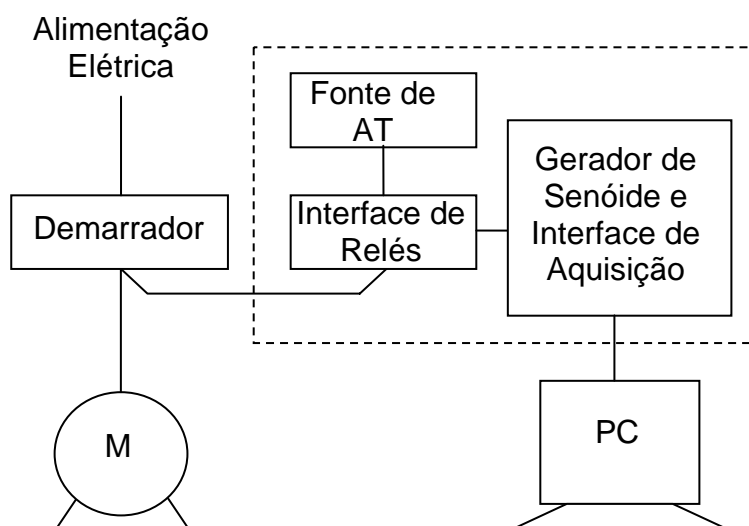 Alimentação
Elétrica
Fonte de
AT
Gerador de
Senóide e
Interface de
Aquisição
Demarrador
Interface de
Relés
M
PC